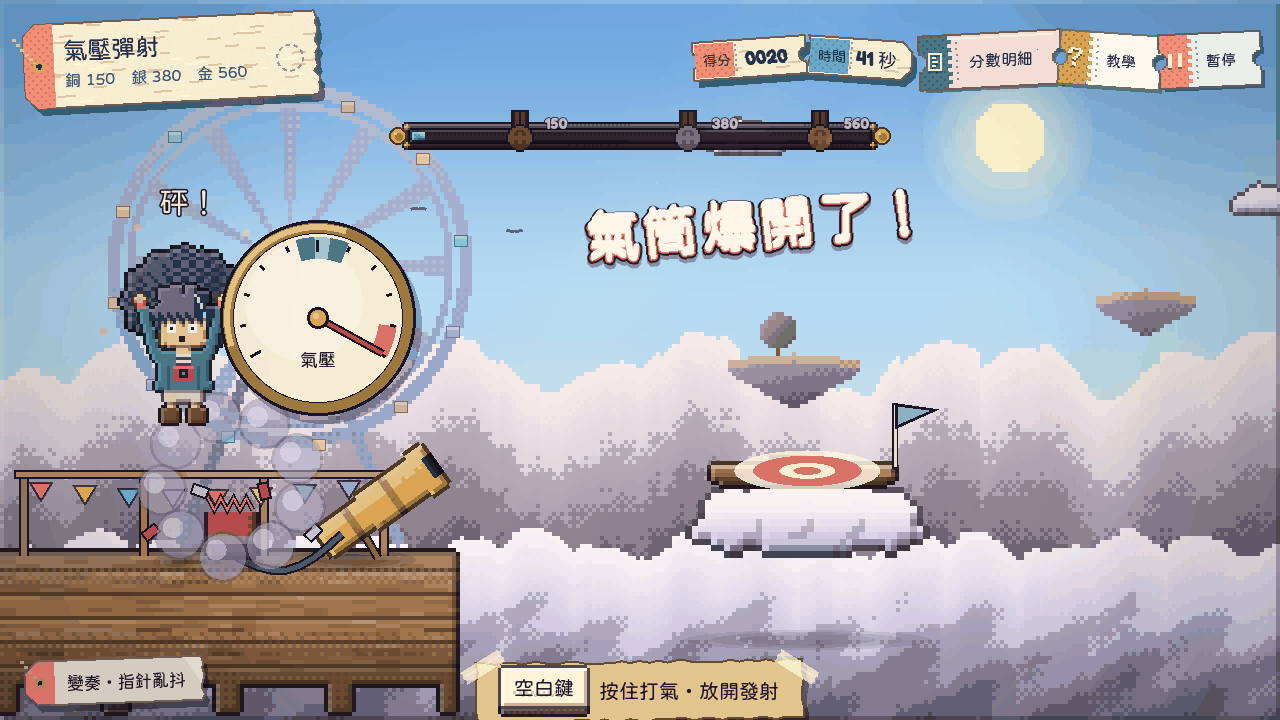 氣壓彈射
銅 150 銀 380 金 560
得分 0020
時間 41 秒
分數明細
教學
暫停
150 380 560
砰！
氣筒爆開了！
氣壓
變奏・指針亂抖
空白鍵 按住打氣・放開發射